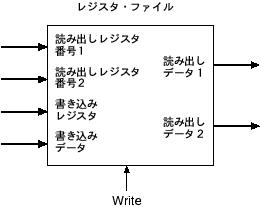 レジスタ・ファイル
読み出しレジスタ
番号1
読み出しレジスタ
番号2
書き込み
レジスタ
書き込み
データ
読み出し
データ1
読み出し
データ2
Write